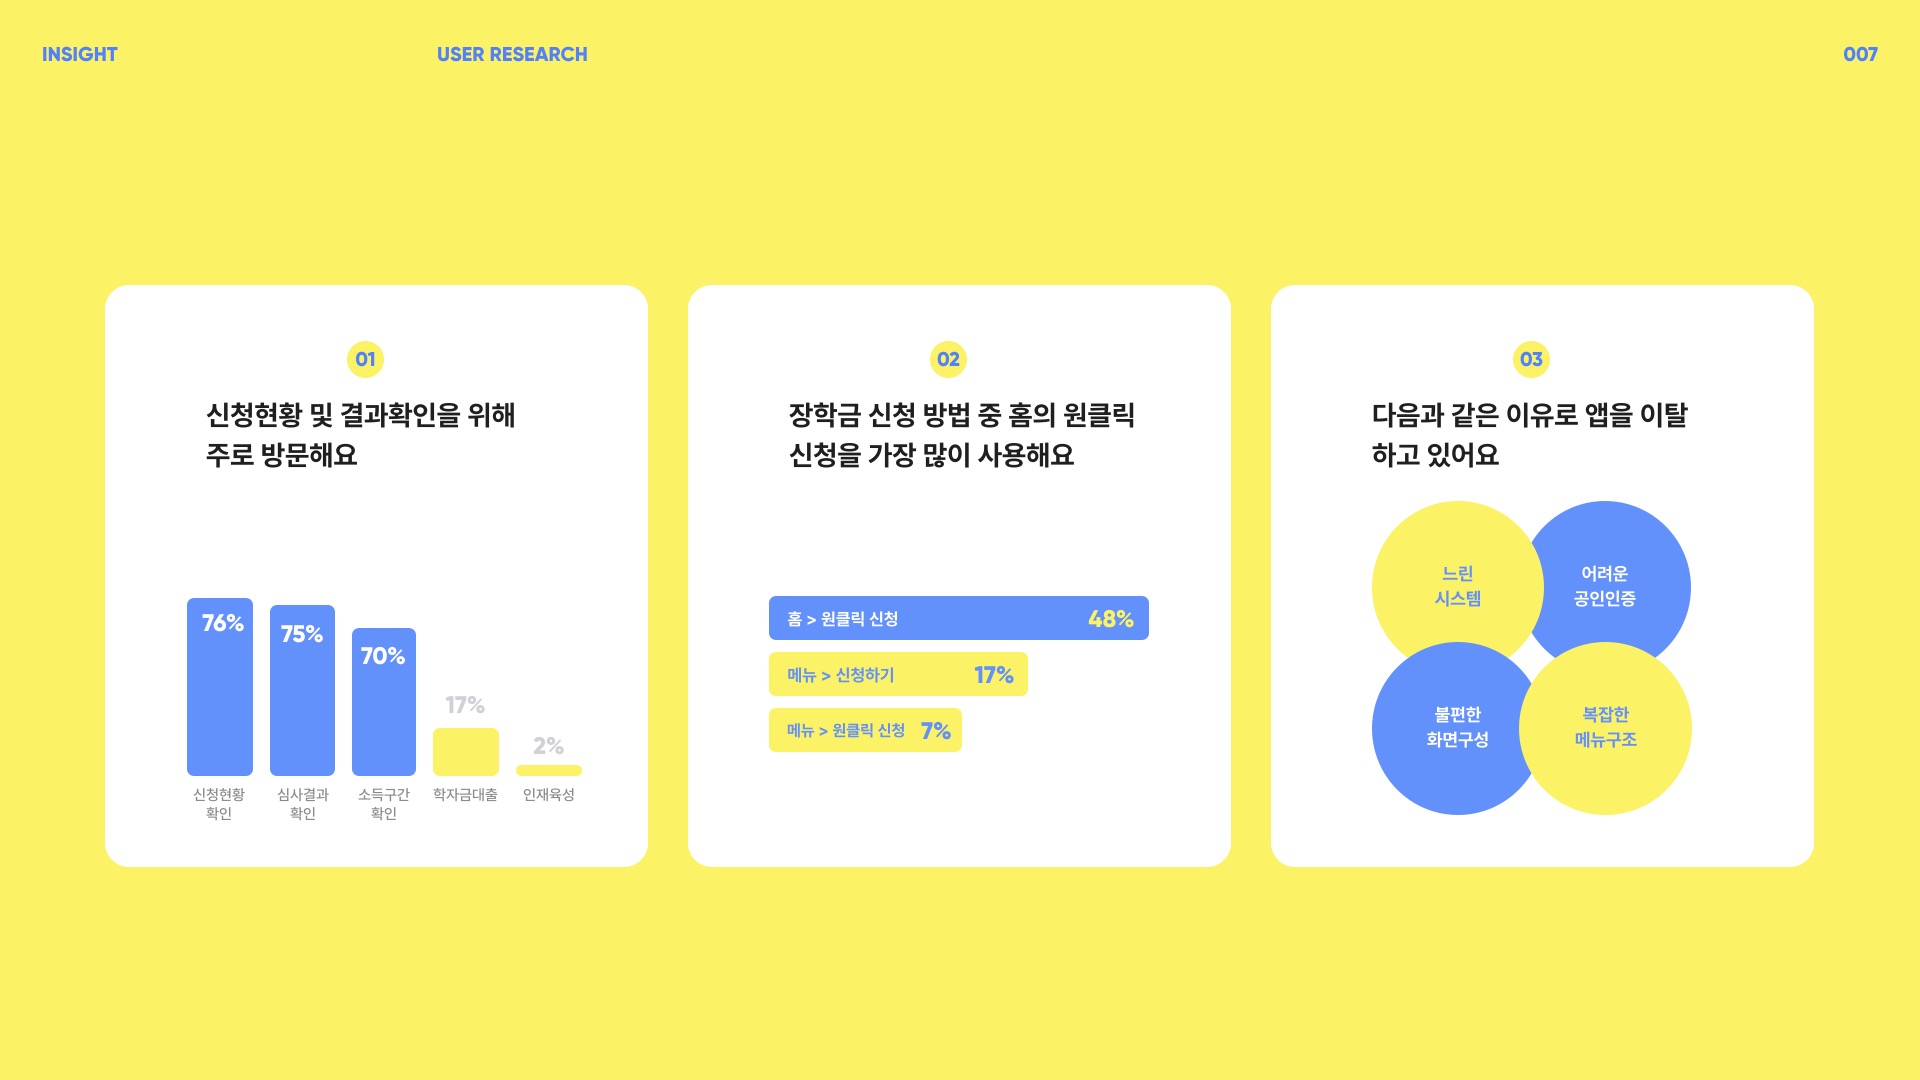 INSIGHT
USER RESEARCH
007
01
신청현황 및 결과확인을 위해
주로 방문해요
76%
75%
70%
17%
2%
신청현황
확인
심사결과
확인
소득구간
확인
학자금대출
인재육성
02
장학금 신청 방법 중 홈의 원클릭
신청을 가장 많이 사용해요
홈 > 원클릭 신청 48%
메뉴 > 신청하기 17%
메뉴 > 원클릭 신청 7%
03
다음과 같은 이유로 앱을 이탈
하고 있어요
느린
시스템
어려운
공인인증
불편한
화면구성
복잡한
메뉴구조